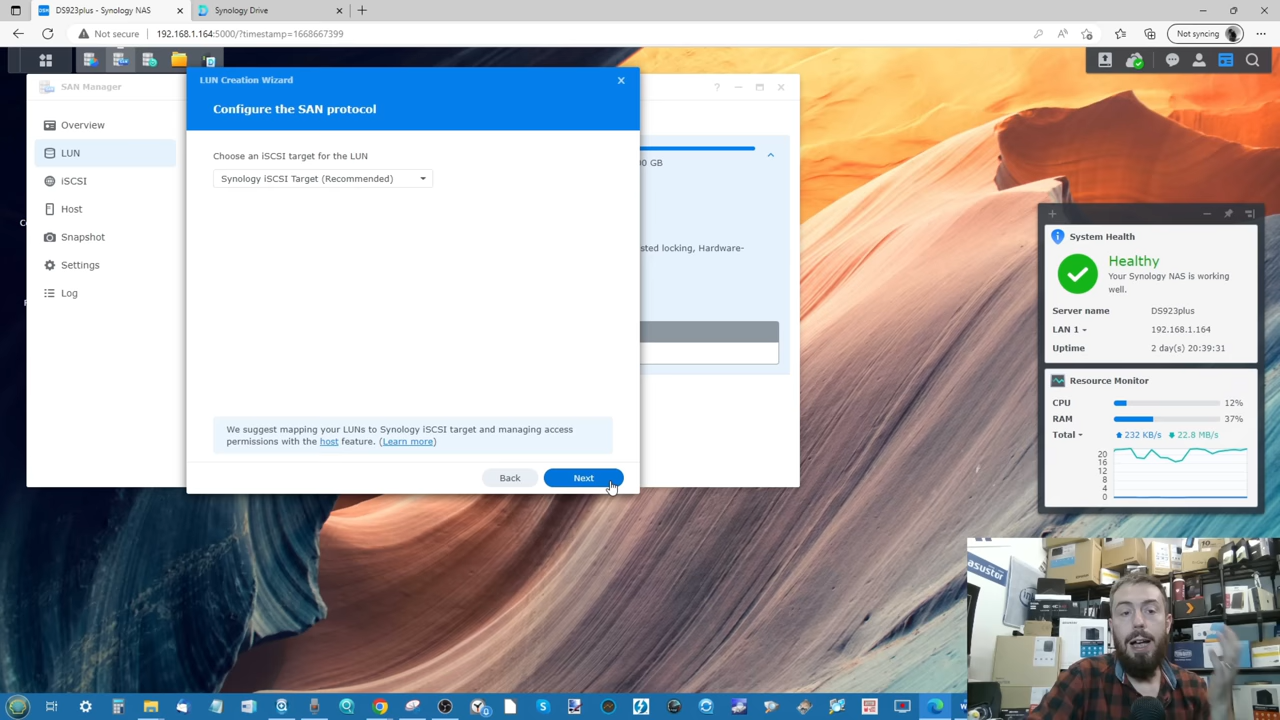 DS923plus - Synology NAS
Synology Drive
Not secure
192.168.1.164:5000/?timestamp=1668667399
Not syncing
SAN Manager
Overview
LUN
iSCSI
Host
Snapshot
Settings
Log
LUN Creation Wizard
Configure the SAN protocol
Choose an iSCSI target for the LUN
Synology iSCSI Target (Recommended)
We suggest mapping your LUNs to Synology iSCSI target and managing access
permissions with the host feature. (Learn more)
Back
Next
0 GB
sted locking, Hardware-
System Health
Healthy
Your Synology NAS is working
well.
Server name DS923plus
LAN 1 192.168.1.164
Uptime 2 day(s) 20:39:31
Resource Monitor
CPU 12%
RAM 37%
Total 232 KB/s 22.8 MB/s
20
16
12
8
4
0
asustor